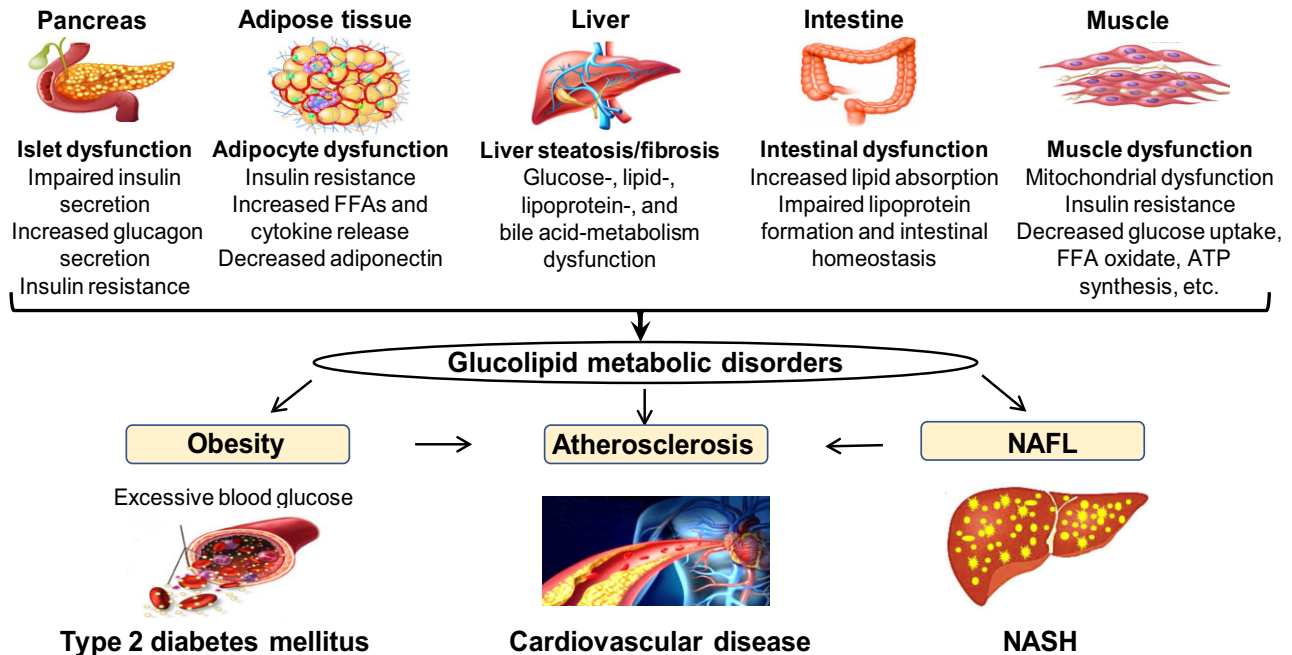 Pancreas
Adipose tissue
Liver
Intestine
Muscle
Islet dysfunction
Impaired insulin
secretion
Increased glucagon
secretion
Insulin resistance
Adipocyte dysfunction
Insulin resistance
Increased FFAs and
cytokine release
Decreased adiponectin
Liver steatosis/fibrosis
Glucose-, lipid-,
lipoprotein-, and
bile acid-metabolism
dysfunction
Intestinal dysfunction
Increased lipid absorption
Impaired lipoprotein
formation and intestinal
homeostasis
Muscle dysfunction
Mitochondrial dysfunction
Insulin resistance
Decreased glucose uptake,
FFA oxidate, ATP
synthesis, etc.
Glucolipid metabolic disorders
Obesity
Atherosclerosis
NAFL
Excessive blood glucose
Type 2 diabetes mellitus
Cardiovascular disease
NASH